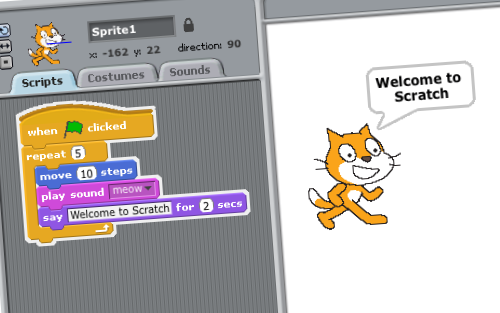 Sprite1
x: -162 y: 22 direction: 90
Scripts Costumes Sounds
when clicked
repeat 5
move 10 steps
play sound meow
say Welcome to Scratch for 2 secs
Welcome to
Scratch